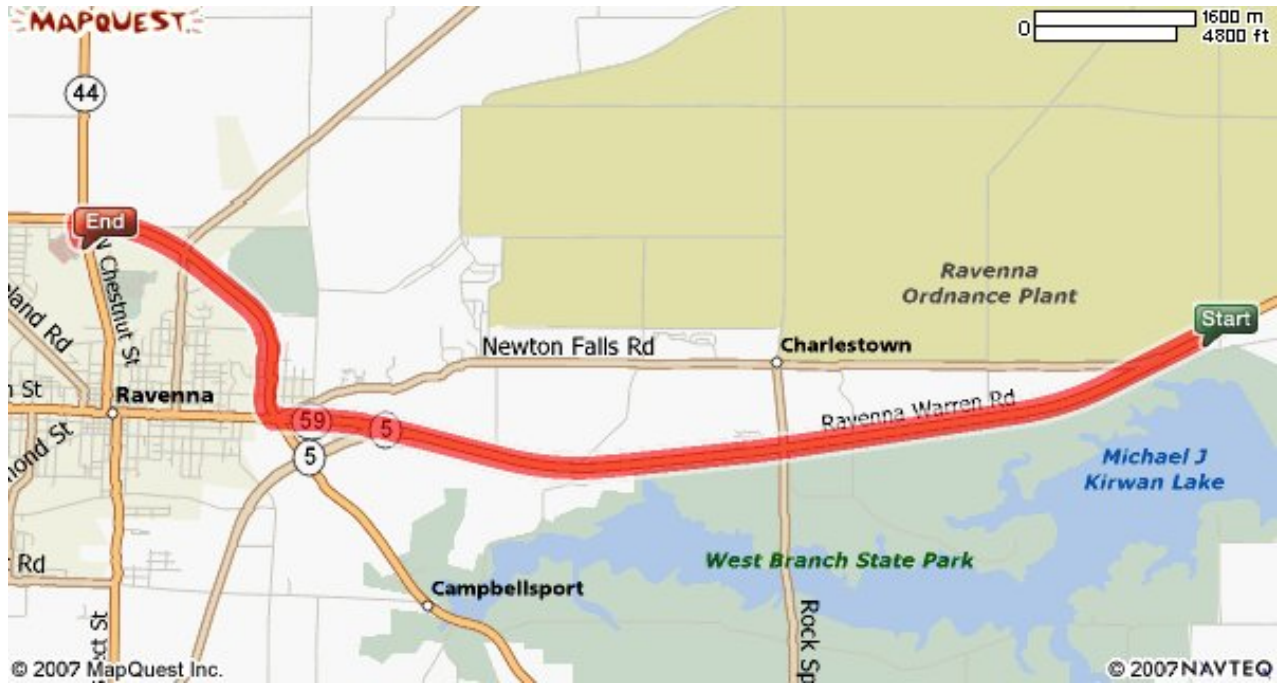 MAPQUEST
1600 m
0
4800 ft
44
End
N Chestnut St
Ravenna
Ordnance Plant
Start
land Rd
Newton Falls Rd
Charlestown
n St
Ravenna
59
5
Ravenna Warren Rd
mond St
5
Michael J
Kirwan Lake
West Branch State Park
Rd
Campbellsport
ect St
Rock Sp
© 2007 MapQuest Inc.
© 2007 NAVTEQ